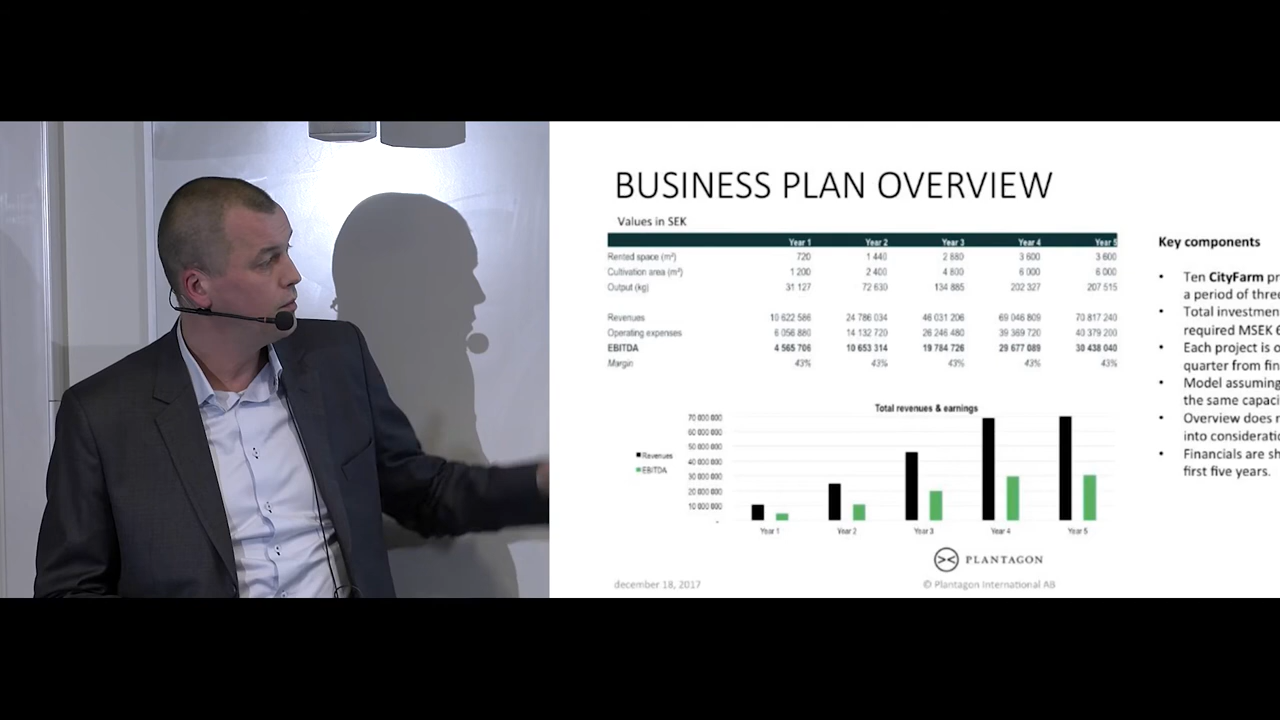 BUSINESS PLAN OVERVIEW
Values in SEK
Year 1 Year 2 Year 3 Year 4 Year 5
Rented space (m²) 720 1 440 2 880 3 600 3 600
Cultivation area (m²) 1 200 2 400 4 800 6 000 6 000
Output (kg) 31 127 72 630 134 885 202 327 207 515
Revenues 10 622 586 24 786 034 46 031 206 69 046 809 70 817 240
Operating expenses 6 056 880 14 132 720 26 246 480 39 369 720 40 379 200
EBITDA 4 565 706 10 653 314 19 784 726 29 677 089 30 438 040
Margin 43% 43% 43% 43% 43%
Total revenues & earnings
70 000 000
60 000 000
50 000 000
40 000 000
30 000 000
20 000 000
10 000 000
-
Revenues
EBITDA
Year 1 Year 2 Year 3 Year 4 Year 5
Key components
• Ten CityFarm pr
a period of three
• Total investmen
required MSEK 6
• Each project is o
quarter from fin
• Model assuming
the same capaci
• Overview does n
into consideratio
• Financials are sh
first five years.
PLANTAGON
december 18, 2017
© Plantagon International AB